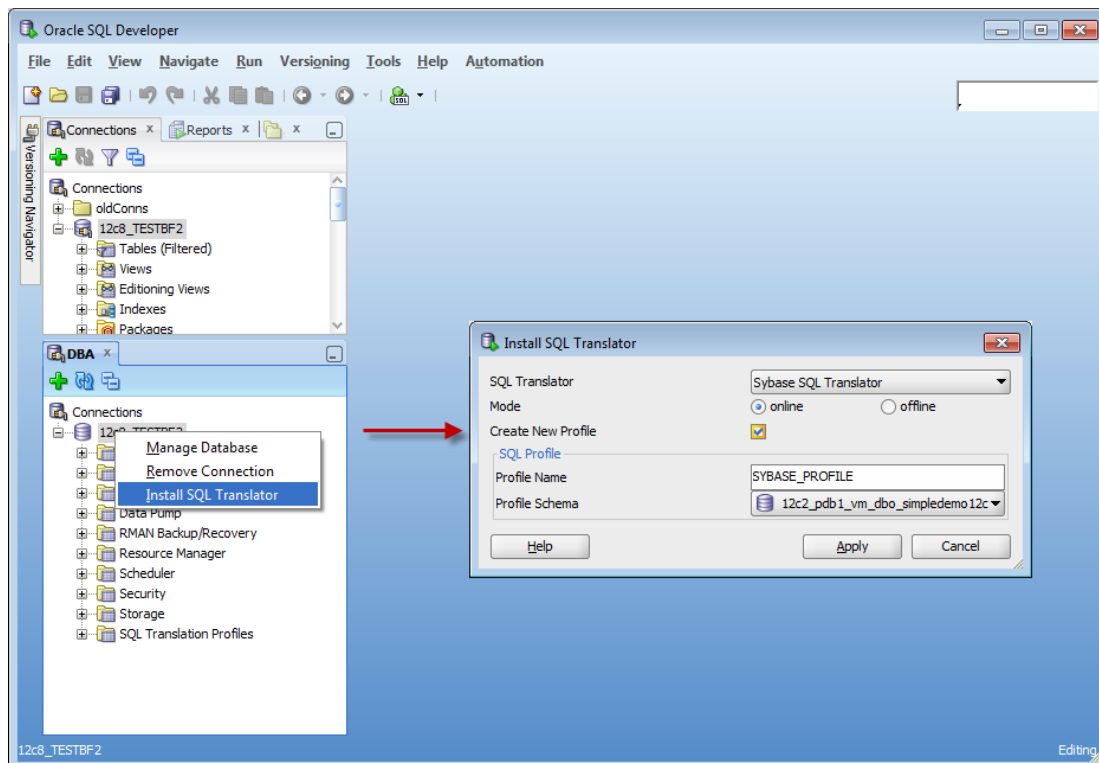 Oracle SQL Developer
File Edit View Navigate Run Versioning Tools Help Automation
Versioning Navigator
Connections Reports
Connections
oldConns
12c8_TESTBF2
Tables (Filtered)
Views
Editioning Views
Indexes
Packages
DBA
Connections
12c8_TESTBF2
Manage Database
Remove Connection
Install SQL Translator
Data Pump
RMAN Backup/Recovery
Resource Manager
Scheduler
Security
Storage
SQL Translation Profiles
Install SQL Translator
SQL Translator Sybase SQL Translator
Mode online offline
Create New Profile
SQL Profile
Profile Name SYBASE_PROFILE
Profile Schema 12c2_pdb1_vm_dbo_simpledemo12c
Help Apply Cancel
12c8_TESTBF2 Editing